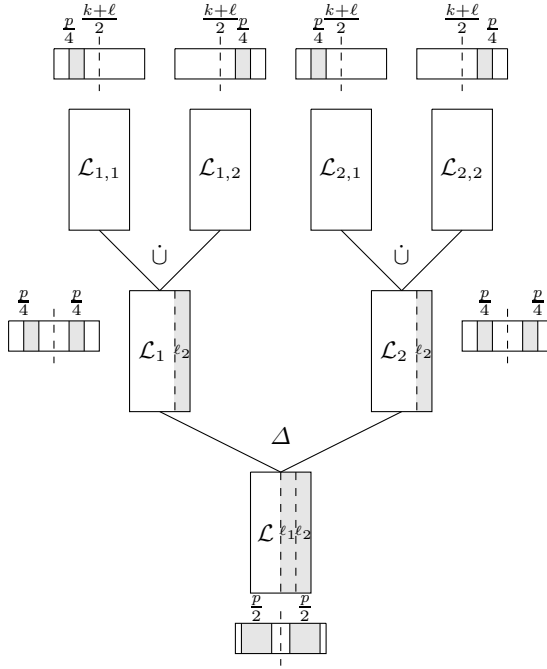 p/4 (k+ℓ)/2 (k+ℓ)/2 p/4 p/4 (k+ℓ)/2 (k+ℓ)/2 p/4
ℒ₁,₁ ℒ₁,₂ ℒ₂,₁ ℒ₂,₂
∪̇ ∪̇
p/4 p/4 p/4 p/4
ℒ₁ ℓ₂ ℒ₂ ℓ₂
Δ
ℒ ℓ₁ ℓ₂
p/2 p/2